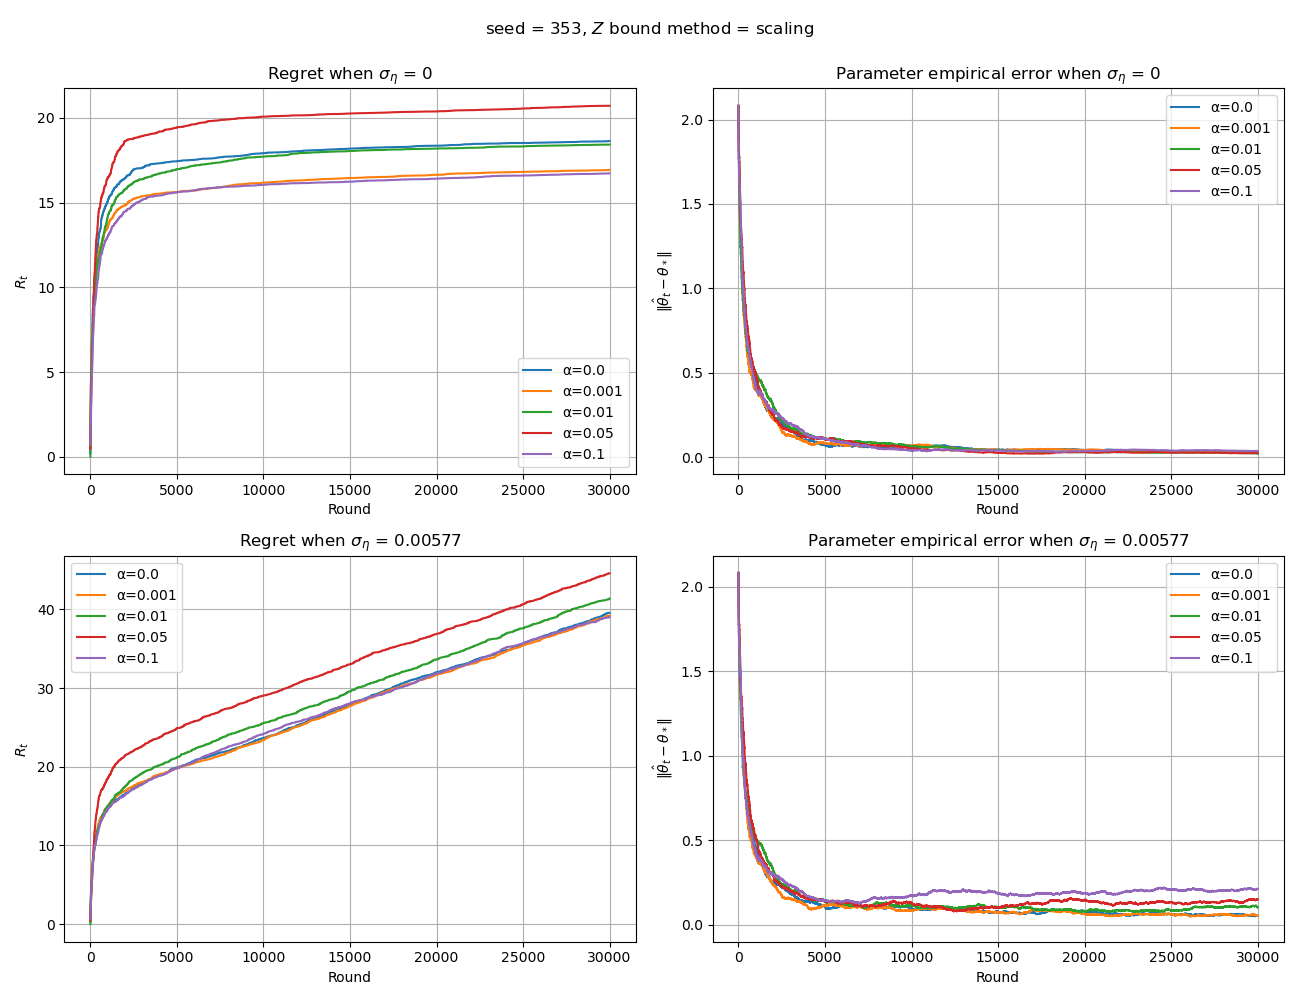 seed = 353, Z bound method = scaling
Regret when σ_η = 0
R_t
20
15
10
5
0
0 5000 10000 15000 20000 25000 30000
Round
α=0.0
α=0.001
α=0.01
α=0.05
α=0.1
Parameter empirical error when σ_η = 0
‖θ̂_t − θ_*‖
2.0
1.5
1.0
0.5
0.0
0 5000 10000 15000 20000 25000 30000
Round
α=0.0
α=0.001
α=0.01
α=0.05
α=0.1
Regret when σ_η = 0.00577
R_t
40
30
20
10
0
0 5000 10000 15000 20000 25000 30000
Round
α=0.0
α=0.001
α=0.01
α=0.05
α=0.1
Parameter empirical error when σ_η = 0.00577
‖θ̂_t − θ_*‖
2.0
1.5
1.0
0.5
0.0
0 5000 10000 15000 20000 25000 30000
Round
α=0.0
α=0.001
α=0.01
α=0.05
α=0.1